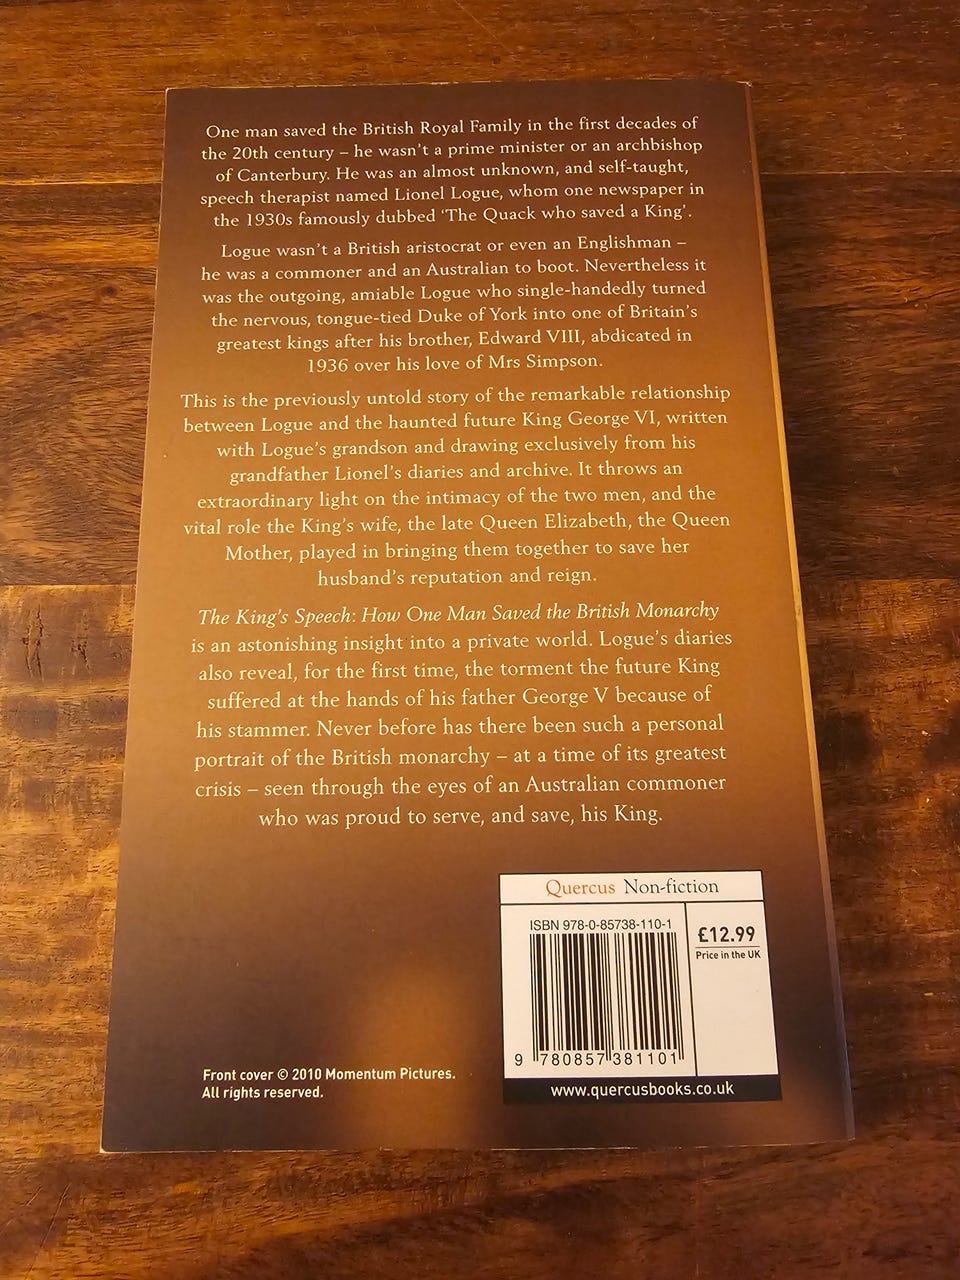 One man saved the British Royal Family in the first decades of
the 20th century – he wasn't a prime minister or an archbishop
of Canterbury. He was an almost unknown, and self-taught,
speech therapist named Lionel Logue, whom one newspaper in
the 1930s famously dubbed 'The Quack who saved a King'.
Logue wasn't a British aristocrat or even an Englishman –
he was a commoner and an Australian to boot. Nevertheless it
was the outgoing, amiable Logue who single-handedly turned
the nervous, tongue-tied Duke of York into one of Britain's
greatest kings after his brother, Edward VIII, abdicated in
1936 over his love of Mrs Simpson.
This is the previously untold story of the remarkable relationship
between Logue and the haunted future King George VI, written
with Logue's grandson and drawing exclusively from his
grandfather Lionel's diaries and archive. It throws an
extraordinary light on the intimacy of the two men, and the
vital role the King's wife, the late Queen Elizabeth, the Queen
Mother, played in bringing them together to save her
husband's reputation and reign.
The King's Speech: How One Man Saved the British Monarchy
is an astonishing insight into a private world. Logue's diaries
also reveal, for the first time, the torment the future King
suffered at the hands of his father George V because of
his stammer. Never before has there been such a personal
portrait of the British monarchy – at a time of its greatest
crisis – seen through the eyes of an Australian commoner
who was proud to serve, and save, his King.
Quercus Non-fiction
ISBN 978-0-85738-110-1
£12.99
Price in the UK
9 780857 381101
www.quercusbooks.co.uk
Front cover © 2010 Momentum Pictures.
All rights reserved.